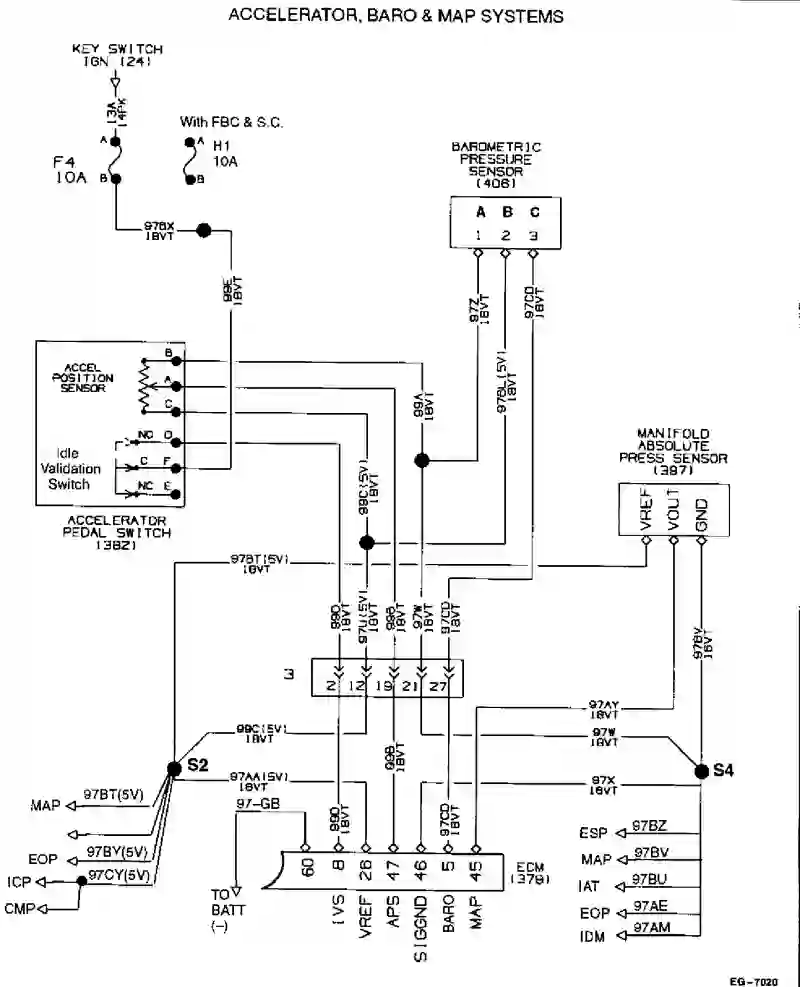 ACCELERATOR, BARO & MAP SYSTEMS
KEY SWITCH
IGN (24)
13A
14PK
With FBC & S.C.
A
F4
10A
B
A
H1
10A
B
BAROMETRIC
PRESSURE
SENSOR
(406)
A B C
1 2 3
97BX
18VT
99E
18VT
97Z
18VT
97BL(5V)
18VT
97CD
18VT
ACCEL
POSITION
SENSOR
B
A
C
NC D
C F
NC E
Idle
Validation
Switch
ACCELERATOR
PEDAL SWITCH
(382)
99A
18VT
99C(5V)
18VT
MANIFOLD
ABSOLUTE
PRESS SENSOR
(397)
VREF
VOUT
GND
97BT(5V)
18VT
99D
18VT
97U(5V)
18VT
99B
18VT
97W
18VT
97CD
18VT
97BV
18VT
3
2 12 19 21 27
97AY
18VT
99C(5V)
18VT
97W
18VT
99B
18VT
S2
S4
97AA(5V)
18VT
97X
18VT
97-GB
99D
18VT
97CD
18VT
MAP
97BT(5V)
EOP
97BY(5V)
ICP
97CY(5V)
CMP
TO
BATT
(-)
60 8 26 47 46 5 45
ECM
(379)
IVS
VREF
APS
SIGGND
BARO
MAP
ESP 97BZ
MAP 97BV
IAT 97BU
EOP 97AE
IDM 97AM
EG-7020